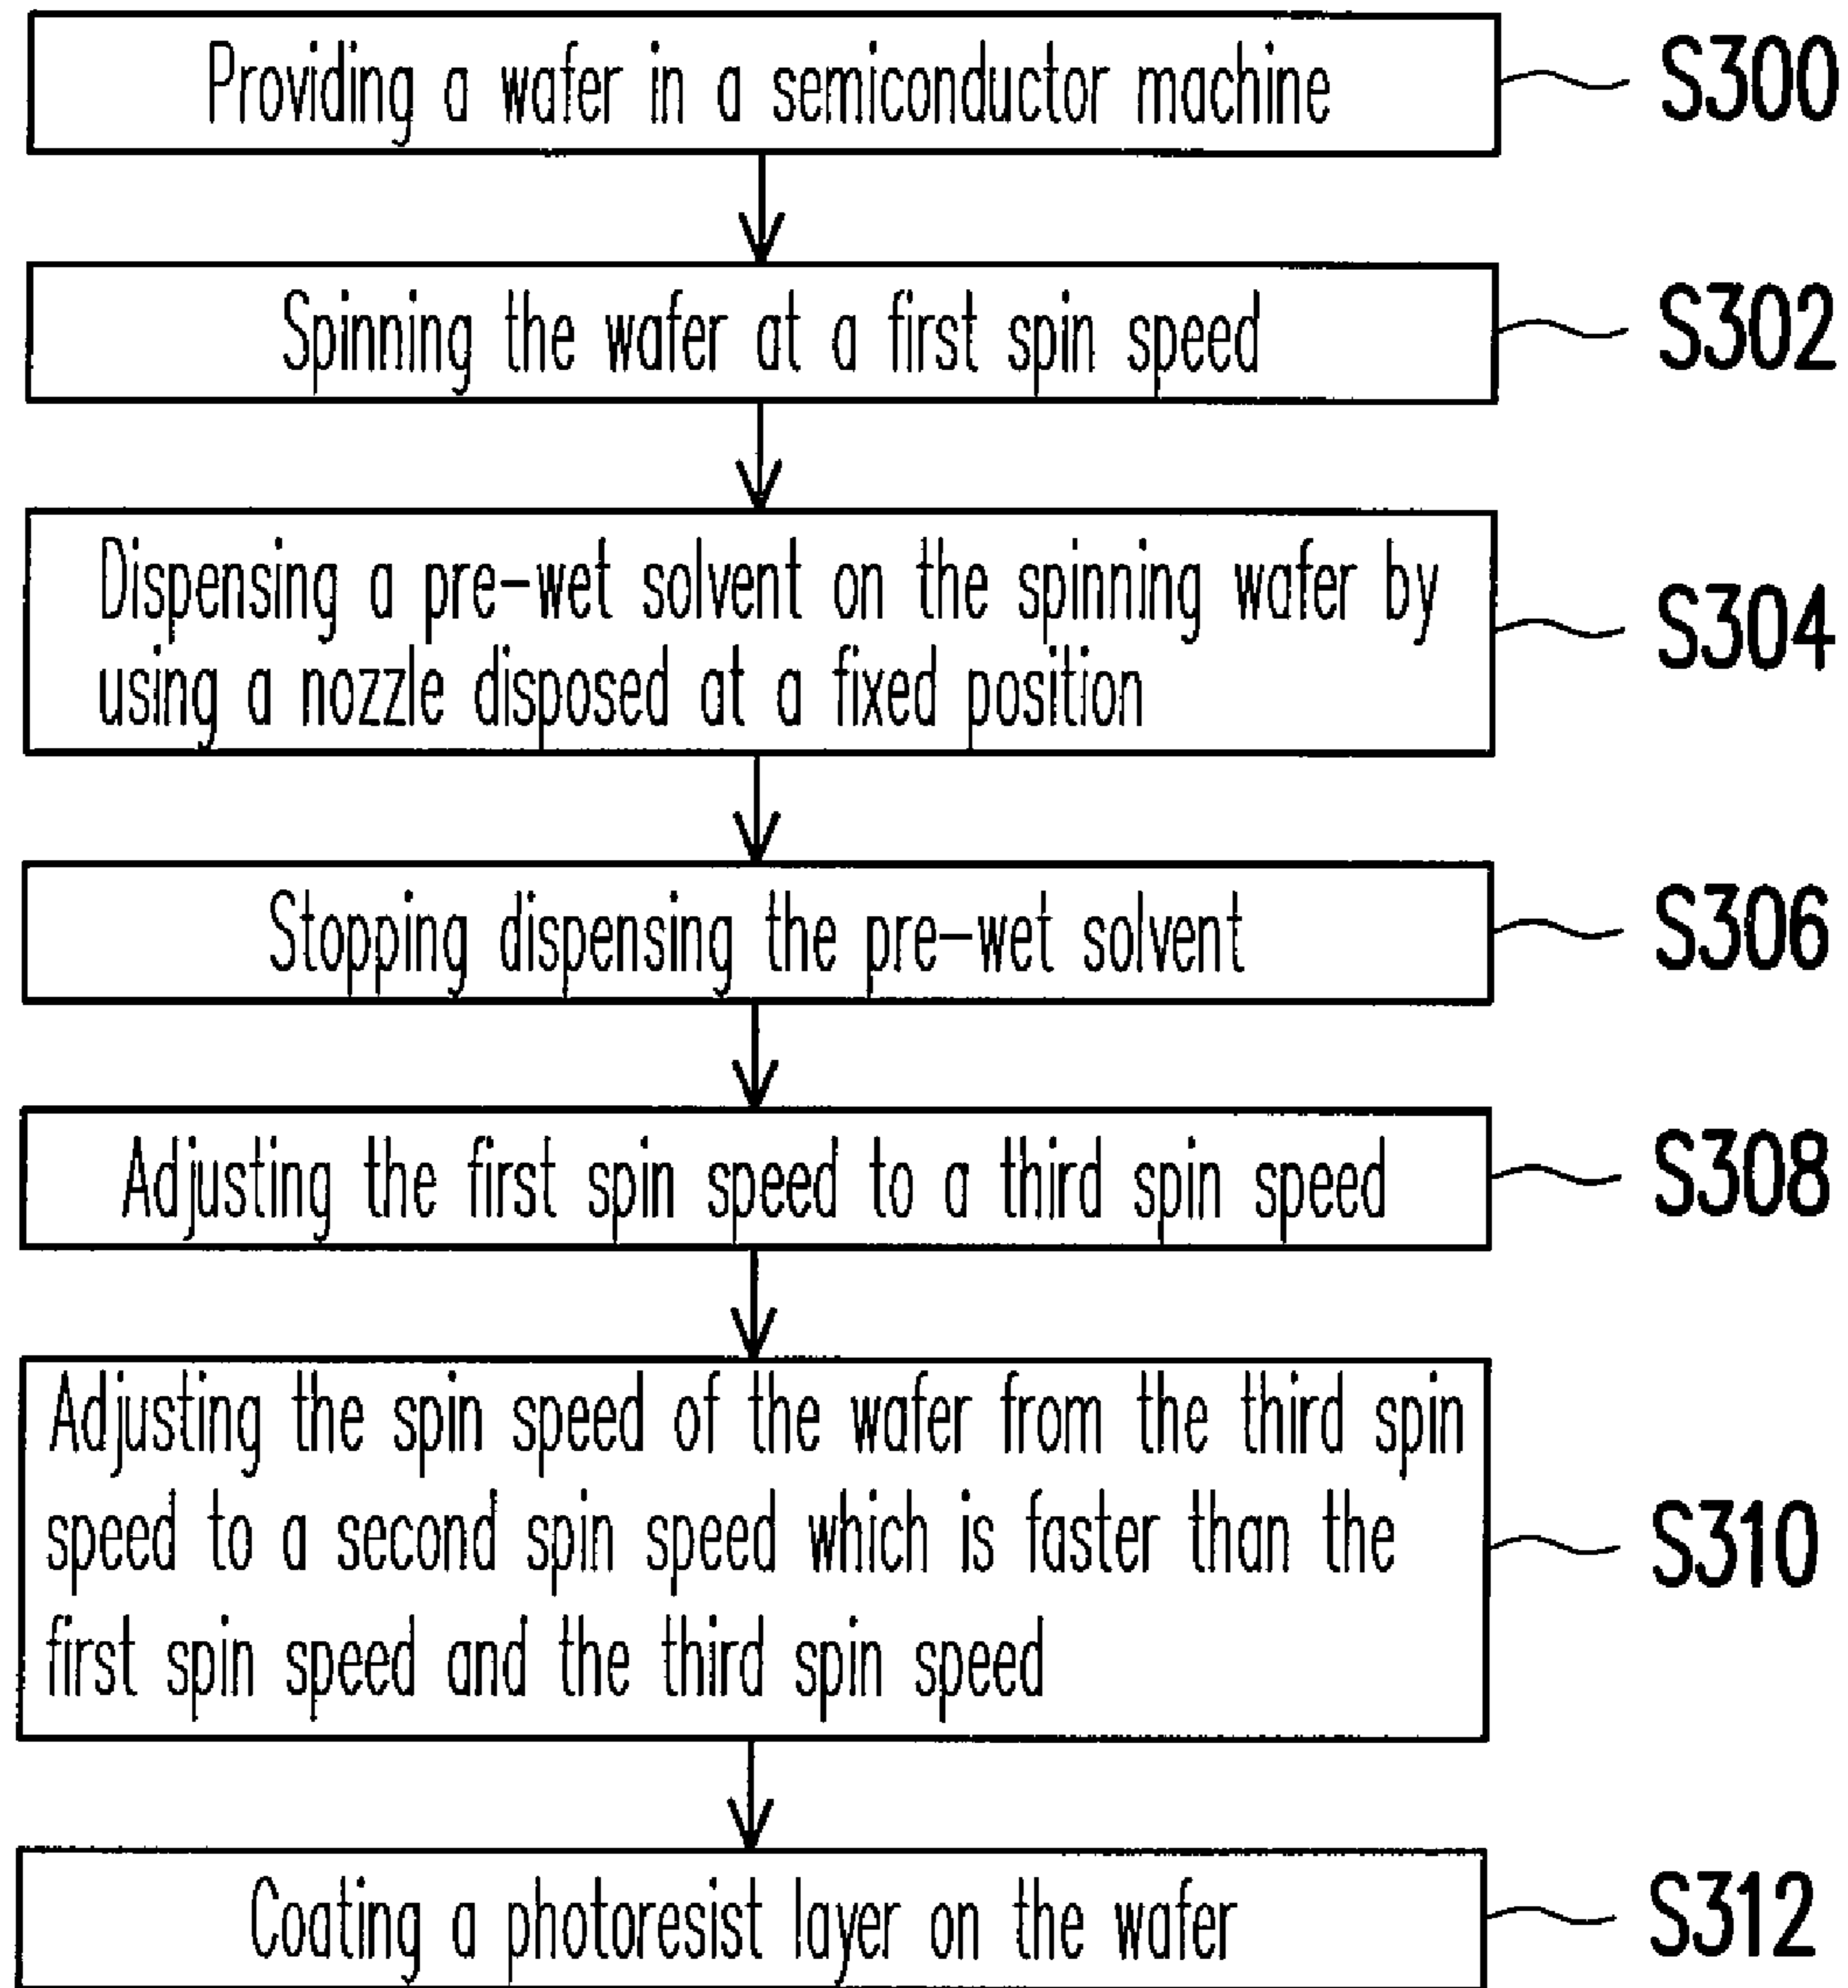 Providing a wafer in a semiconductor machine
S300
Spinning the wafer at a first spin speed
S302
Dispensing a pre-wet solvent on the spinning wafer by
using a nozzle disposed at a fixed position
S304
Stopping dispensing the pre-wet solvent
S306
Adjusting the first spin speed to a third spin speed
S308
Adjusting the spin speed of the wafer from the third spin
speed to a second spin speed which is faster than the
first spin speed and the third spin speed
S310
Coating a photoresist layer on the wafer
S312